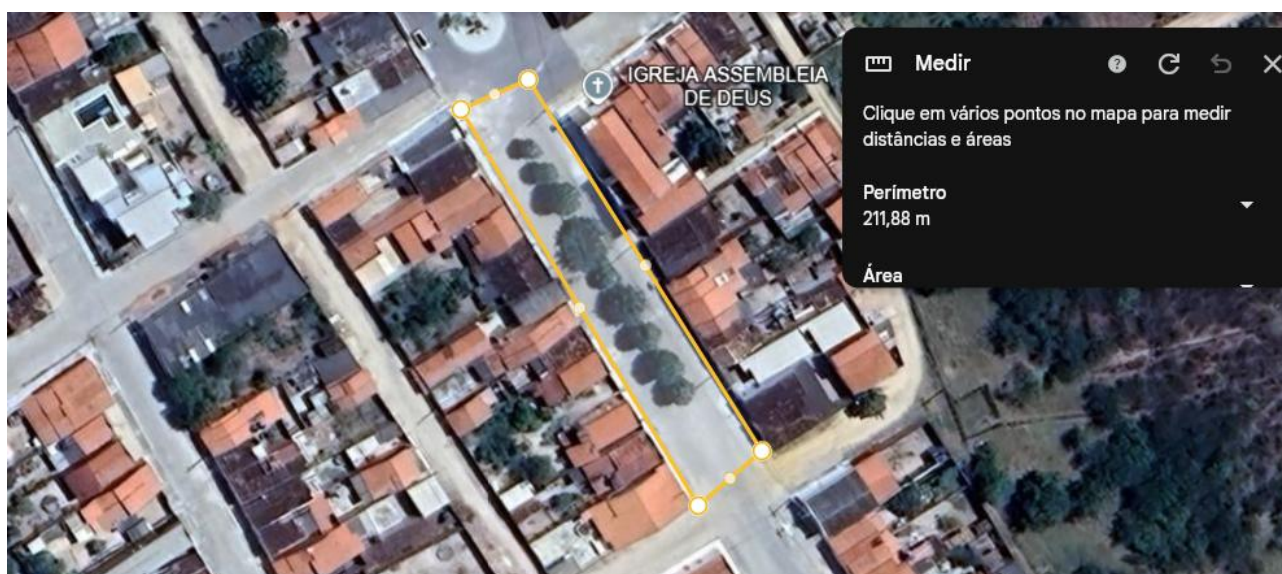 IGREJA ASSEMBLEIA
DE DEUS
Medir
Clique em vários pontos no mapa para medir
distâncias e áreas
Perímetro
211,88 m
Área